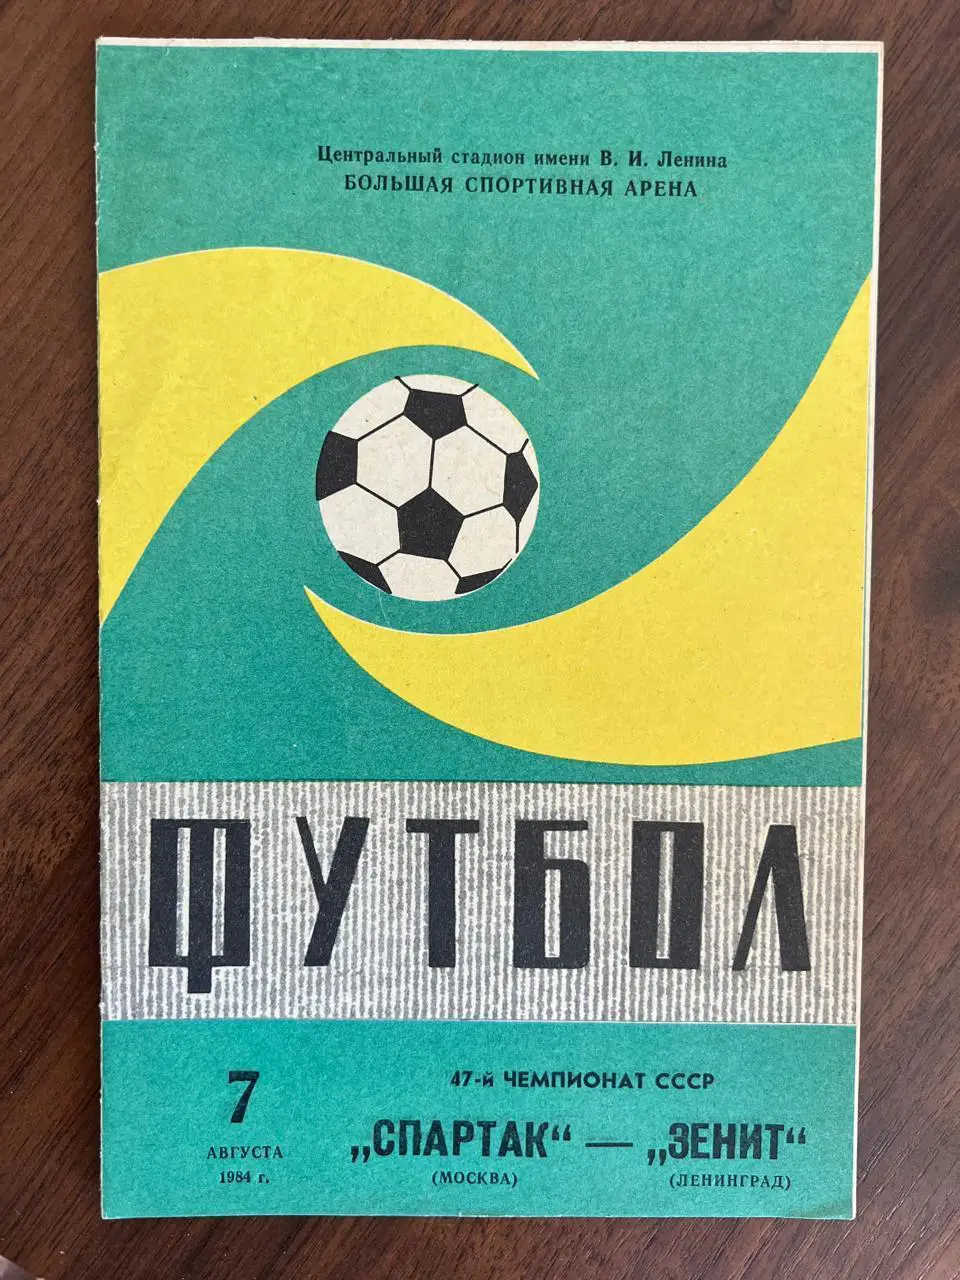 Центральный стадион имени В. И. Ленина
БОЛЬШАЯ СПОРТИВНАЯ АРЕНА
ФУТБОЛ
7
АВГУСТА
1984 г.
47-й ЧЕМПИОНАТ СССР
„СПАРТАК“ — „ЗЕНИТ“
(МОСКВА) (ЛЕНИНГРАД)